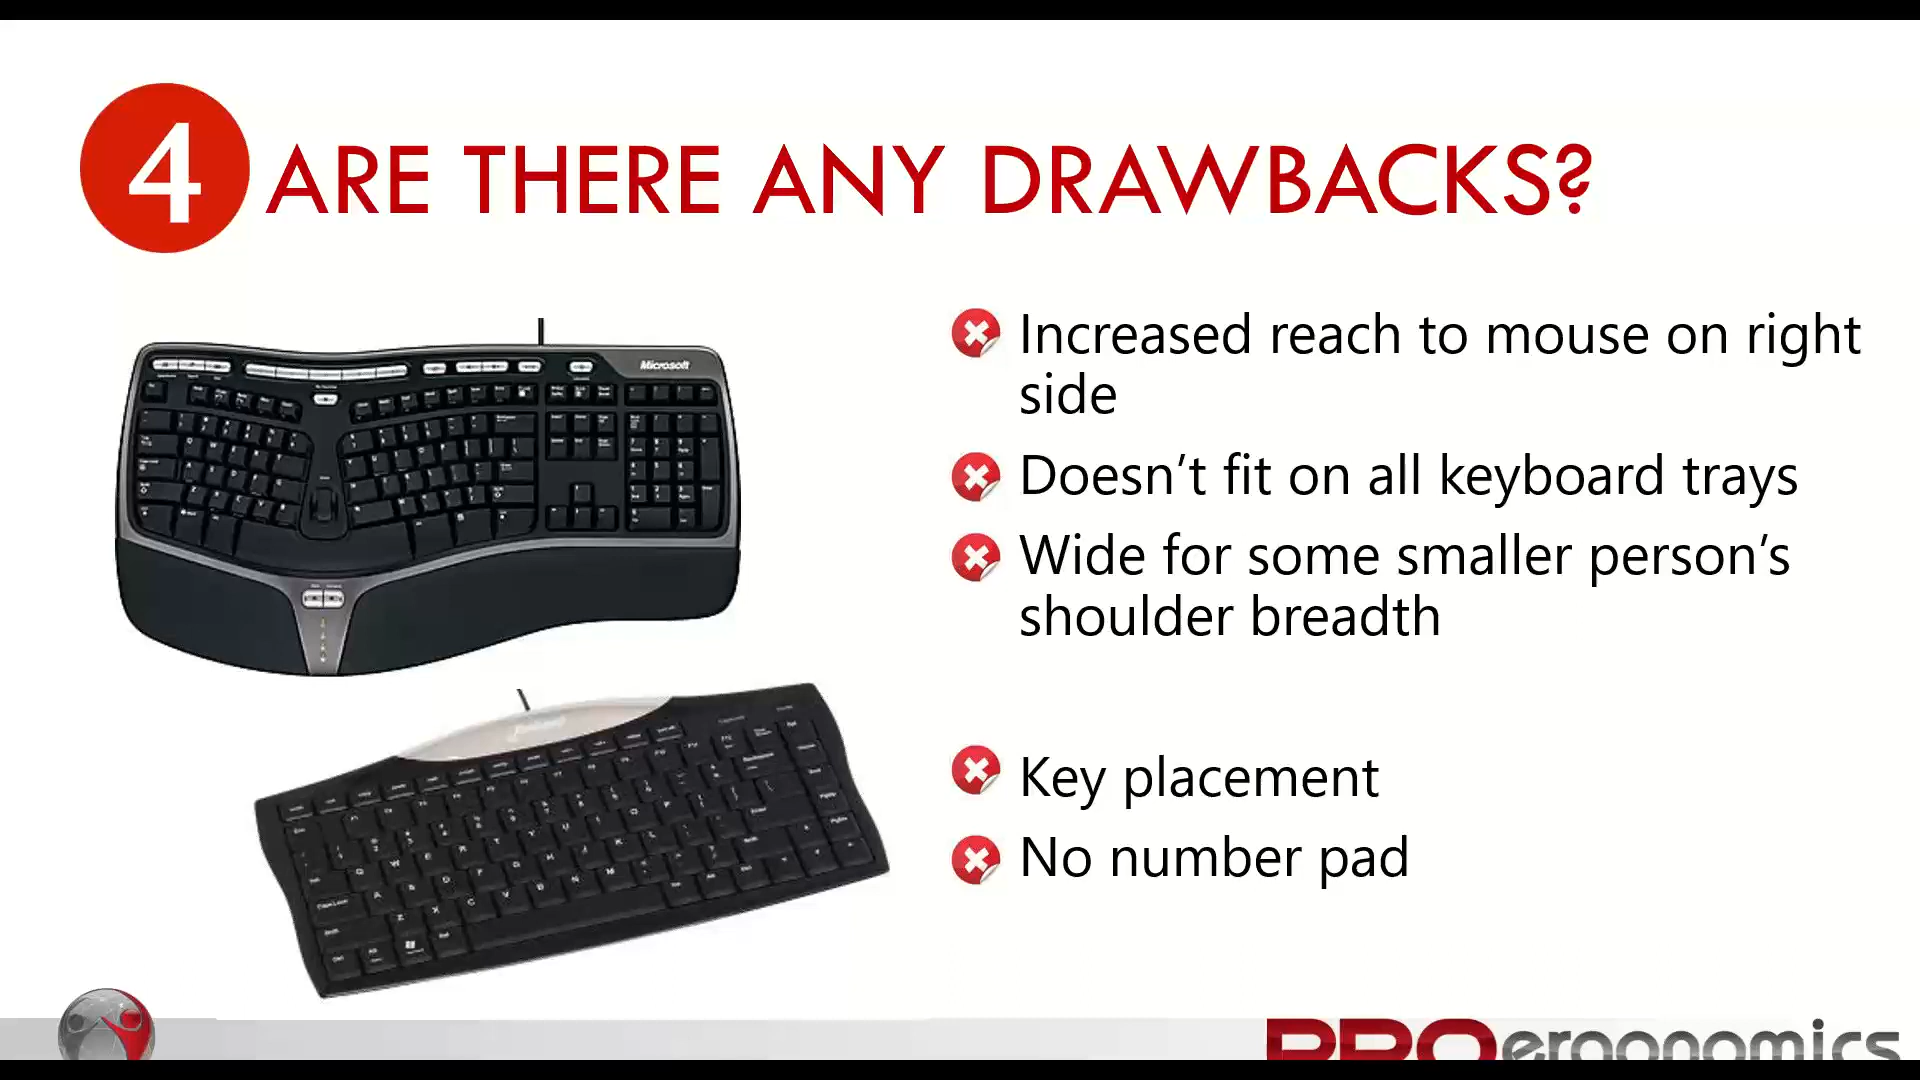 4 ARE THERE ANY DRAWBACKS?
Microsoft
Increased reach to mouse on right
side
Doesn’t fit on all keyboard trays
Wide for some smaller person’s
shoulder breadth
Key placement
No number pad
PROergonomics